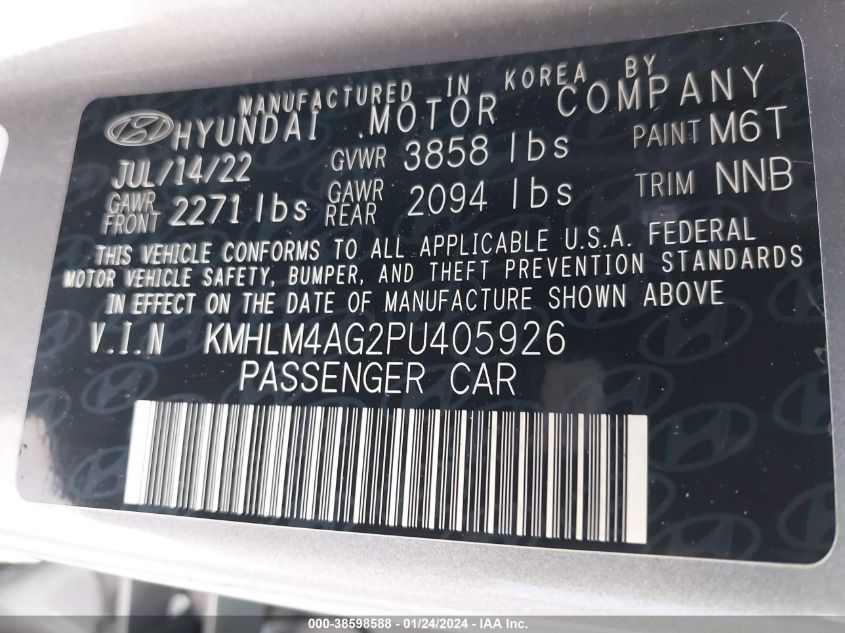 MANUFACTURED IN KOREA BY
HYUNDAI MOTOR COMPANY
JUL/14/22 GVWR 3858 lbs PAINT M6T
GAWR FRONT 2271 lbs GAWR REAR 2094 lbs TRIM NNB
THIS VEHICLE CONFORMS TO ALL APPLICABLE U.S.A. FEDERAL
MOTOR VEHICLE SAFETY, BUMPER, AND THEFT PREVENTION STANDARDS
IN EFFECT ON THE DATE OF MANUFACTURE SHOWN ABOVE
V.I.N KMHLM4AG2PU405926
PASSENGER CAR
000-38598588 - 01/24/2024 - IAA Inc.